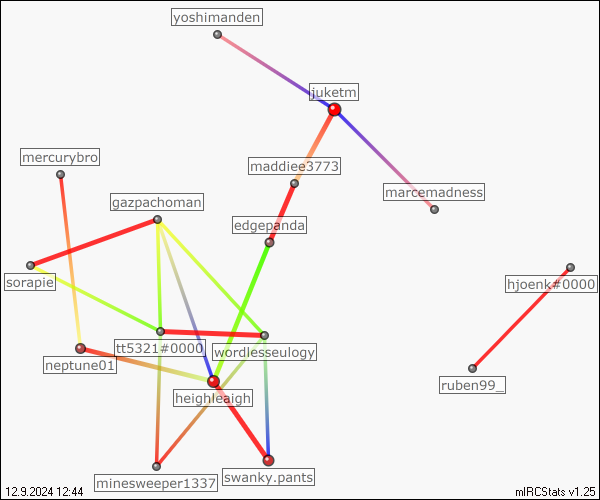 yoshimanden
juketm
mercurybro
maddiee3773
marcemadness
gazpachoman
edgepanda
sorapie
hjoenk#0000
tt5321#0000
wordlesseulogy
neptune01
ruben99_
heighleaigh
minesweeper1337
swanky.pants
12.9.2024 12:44
mIRCStats v1.25